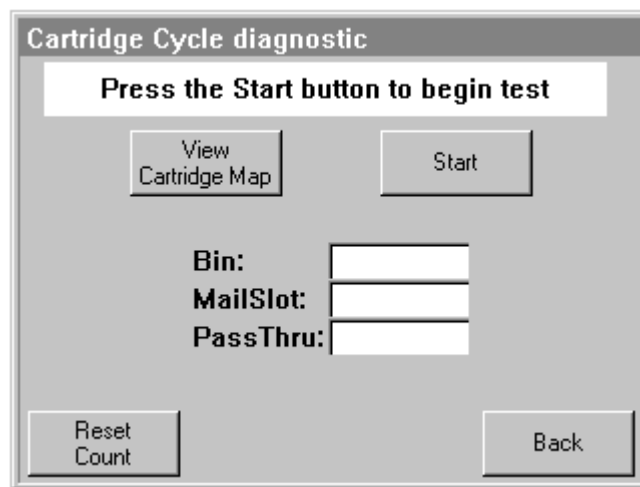 Cartridge Cycle diagnostic
Press the Start button to begin test
View
Cartridge Map
Start
Bin:
MailSlot:
PassThru:
Reset
Count
Back